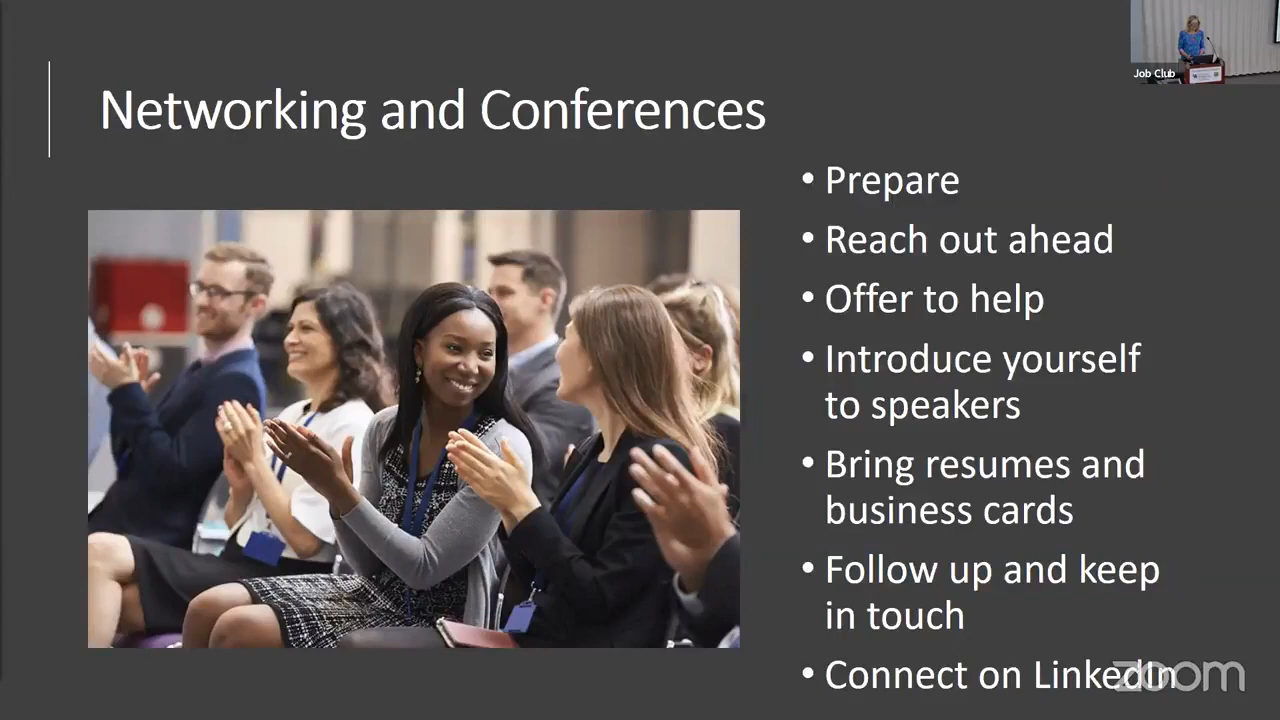 Job Club
Networking and Conferences
• Prepare
• Reach out ahead
• Offer to help
• Introduce yourself
to speakers
• Bring resumes and
business cards
• Follow up and keep
in touch
• Connect on LinkedIn
zoom